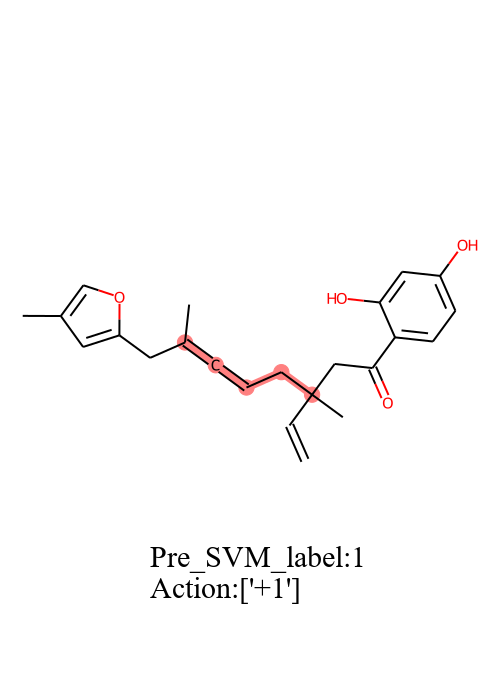 OH
O
HO
C
O
Pre_SVM_label:1
Action:['+1']